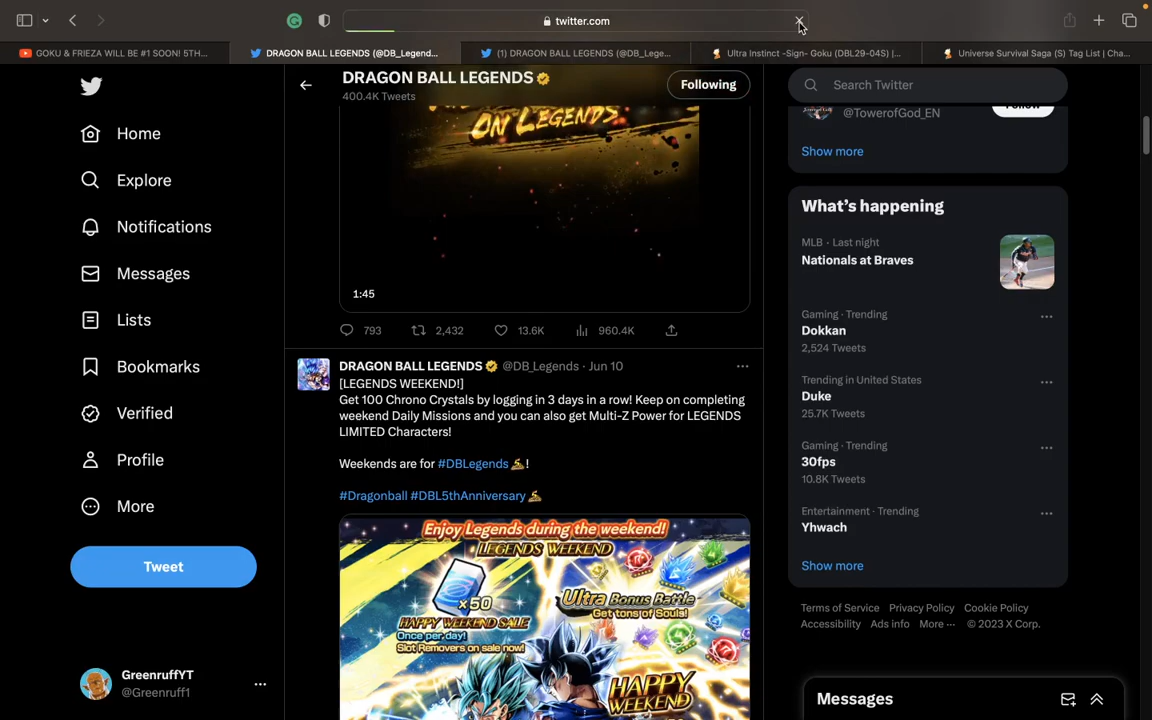 twitter.com
GOKU & FRIEZA WILL BE #1 SOON! 5TH...
DRAGON BALL LEGENDS (@DB_Legend...
(1) DRAGON BALL LEGENDS (@DB_Lege...
Ultra Instinct -Sign- Goku (DBL29-04S) |...
Universe Survival Saga (S) Tag List | Cha...
Home
Explore
Notifications
Messages
Lists
Bookmarks
Verified
Profile
More
Tweet
GreenruffYT
@Greenruff1
DRAGON BALL LEGENDS
400.4K Tweets
Following
ON LEGENDS
1:45
793
2,432
13.6K
960.4K
DRAGON BALL LEGENDS @DB_Legends · Jun 10
[LEGENDS WEEKEND!]
Get 100 Chrono Crystals by logging in 3 days in a row! Keep on completing
weekend Daily Missions and you can also get Multi-Z Power for LEGENDS
LIMITED Characters!
Weekends are for #DBLegends !
#Dragonball #DBL5thAnniversary
Enjoy Legends during the weekend!
LEGENDS WEEKEND
x50
HAPPY WEEKEND SALE
Once per day!
Slot Removers on sale now!
Ultra Bonus Battle
Get tons of Souls!
HAPPY
WEEKEND
Search Twitter
@TowerofGod_EN
Show more
What's happening
MLB · Last night
Nationals at Braves
Gaming · Trending
Dokkan
2,524 Tweets
Trending in United States
Duke
25.7K Tweets
Gaming · Trending
30fps
10.8K Tweets
Entertainment · Trending
Yhwach
Show more
Terms of Service Privacy Policy Cookie Policy
Accessibility Ads info More ··· © 2023 X Corp.
Messages